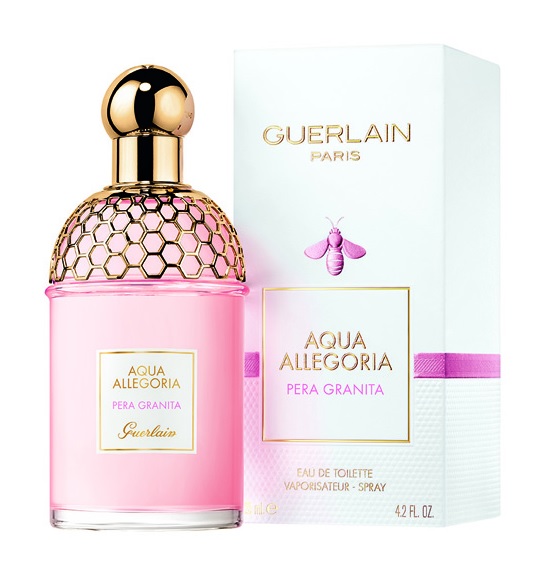 AQUA
ALLEGORIA
PERA GRANITA
Guerlain
GUERLAIN
PARIS
AQUA
ALLEGORIA
PERA GRANITA
EAU DE TOILETTE
VAPORISATEUR - SPRAY
4.2 FL. OZ.